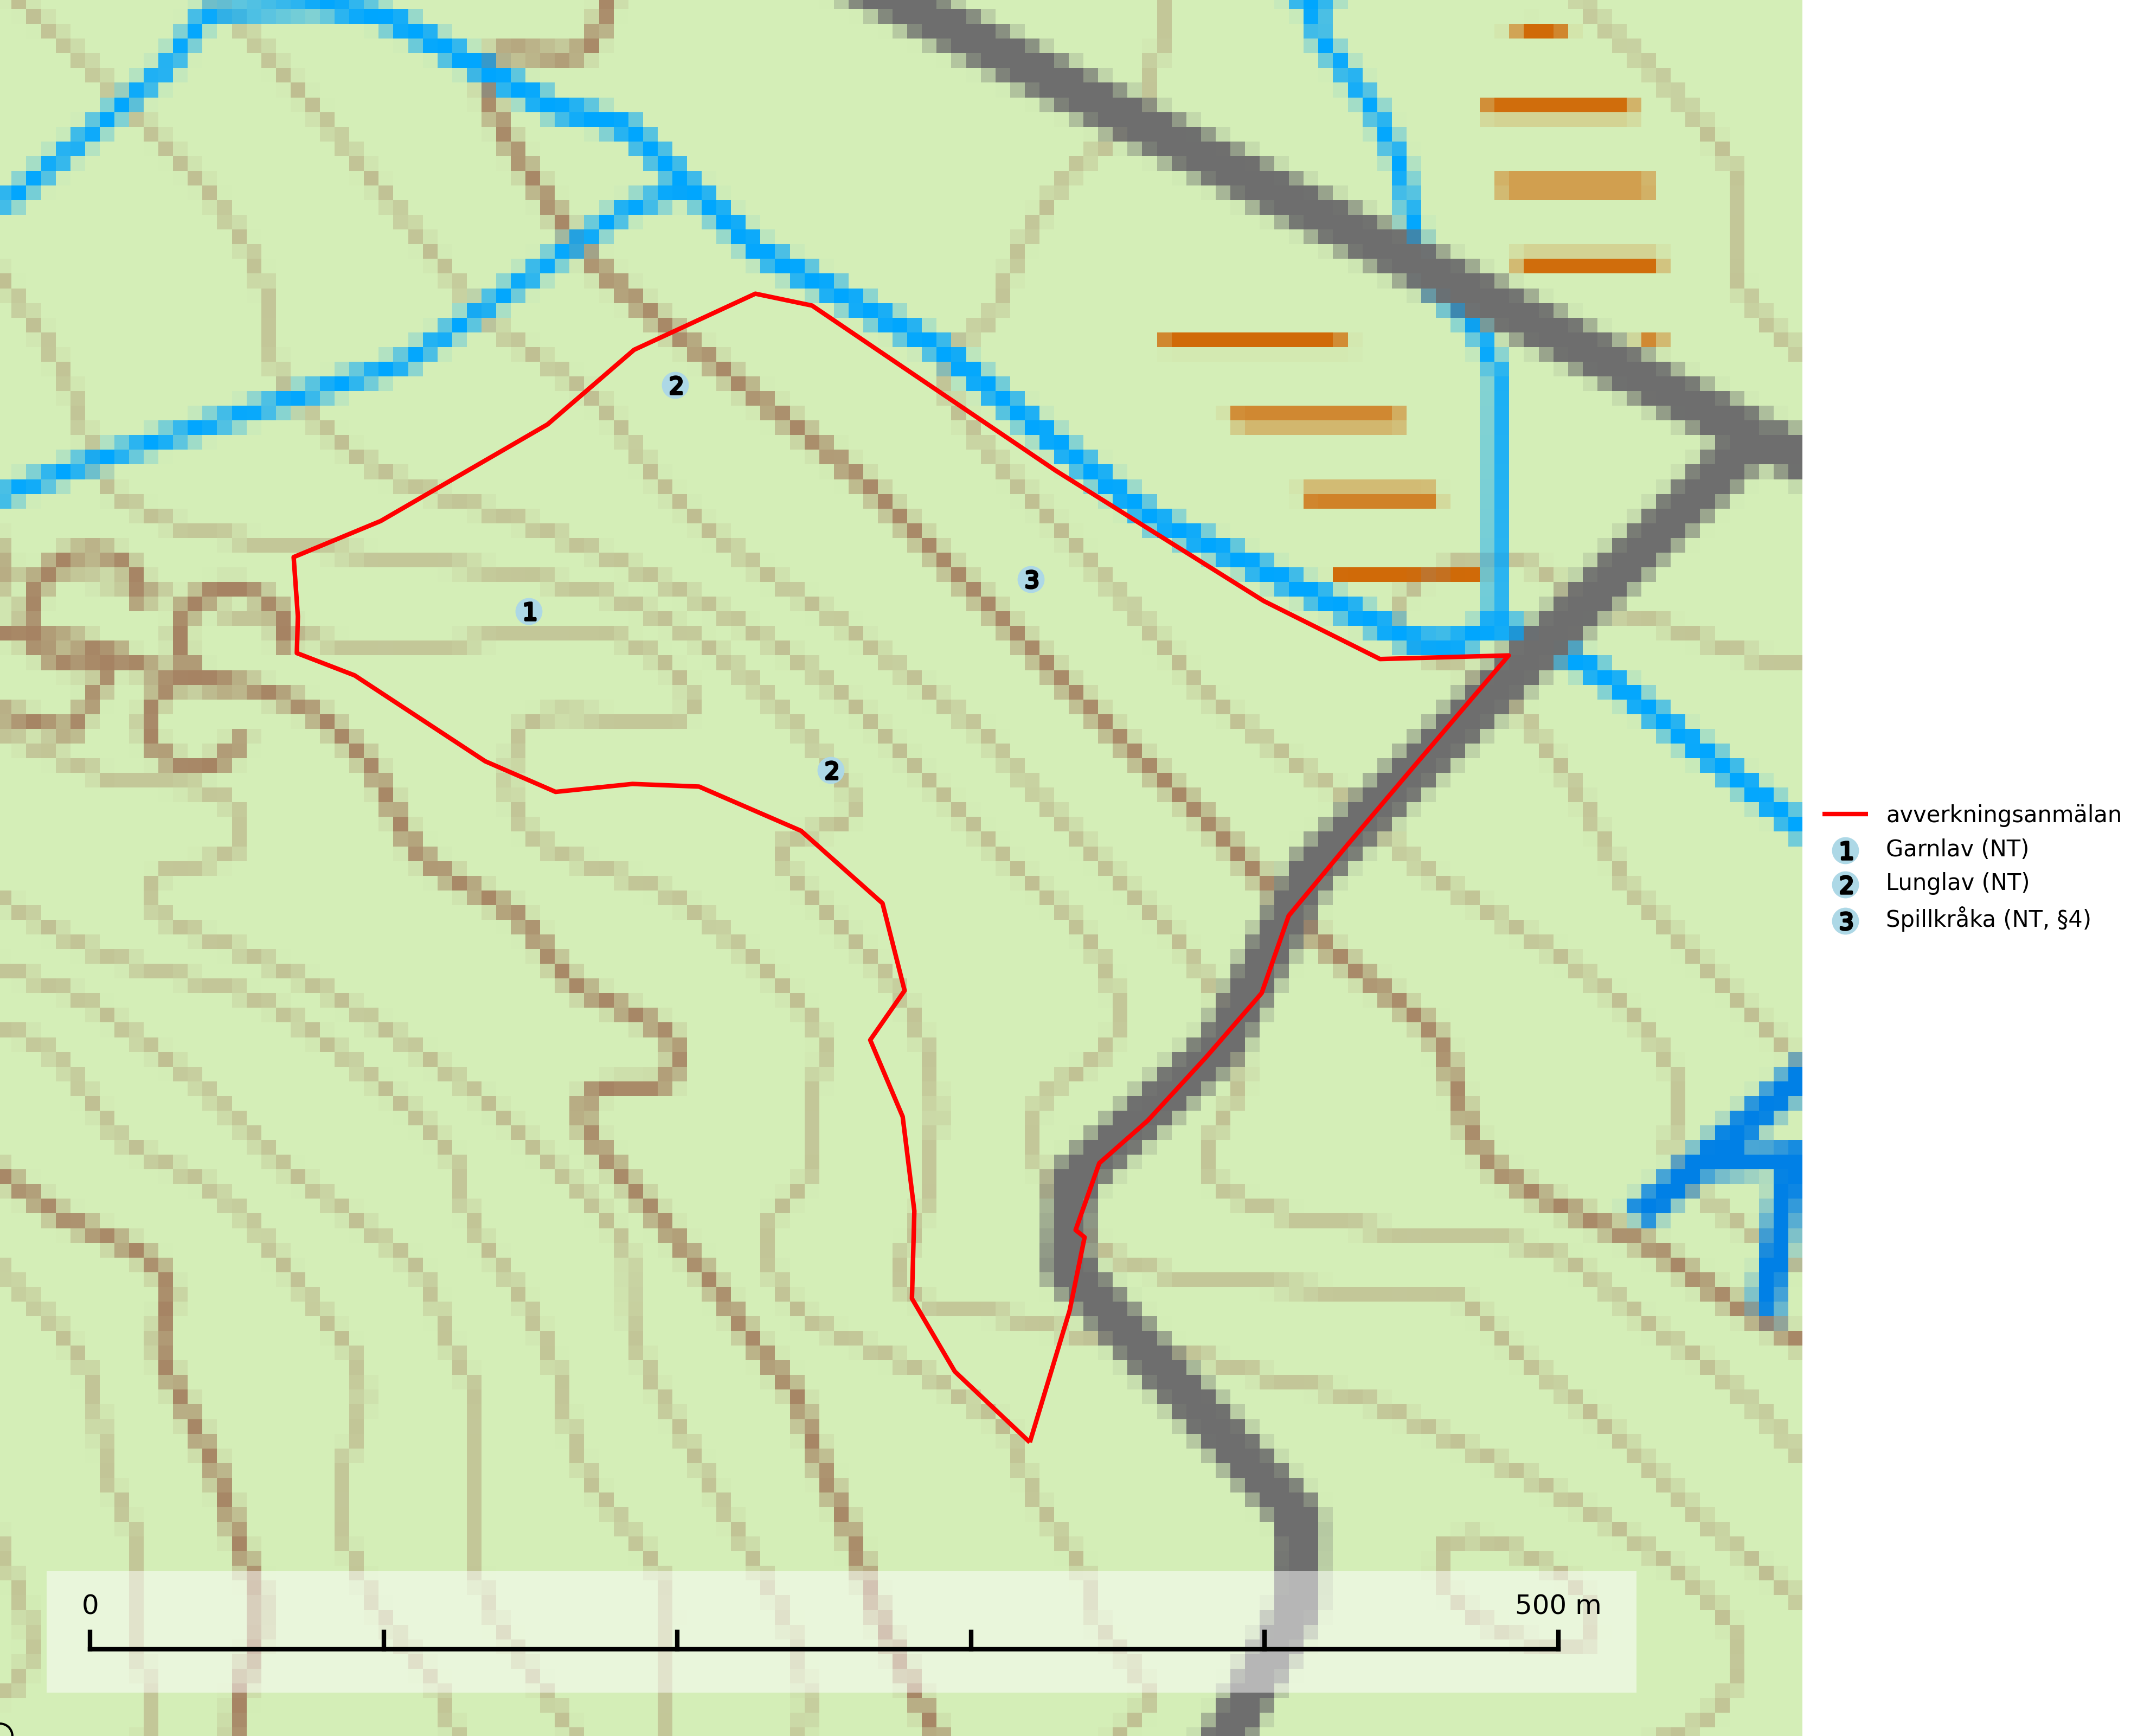 2
3
1
2
avverkningsanmälan
1 Garnlav (NT)
2 Lunglav (NT)
3 Spillkråka (NT, §4)
0 500 m